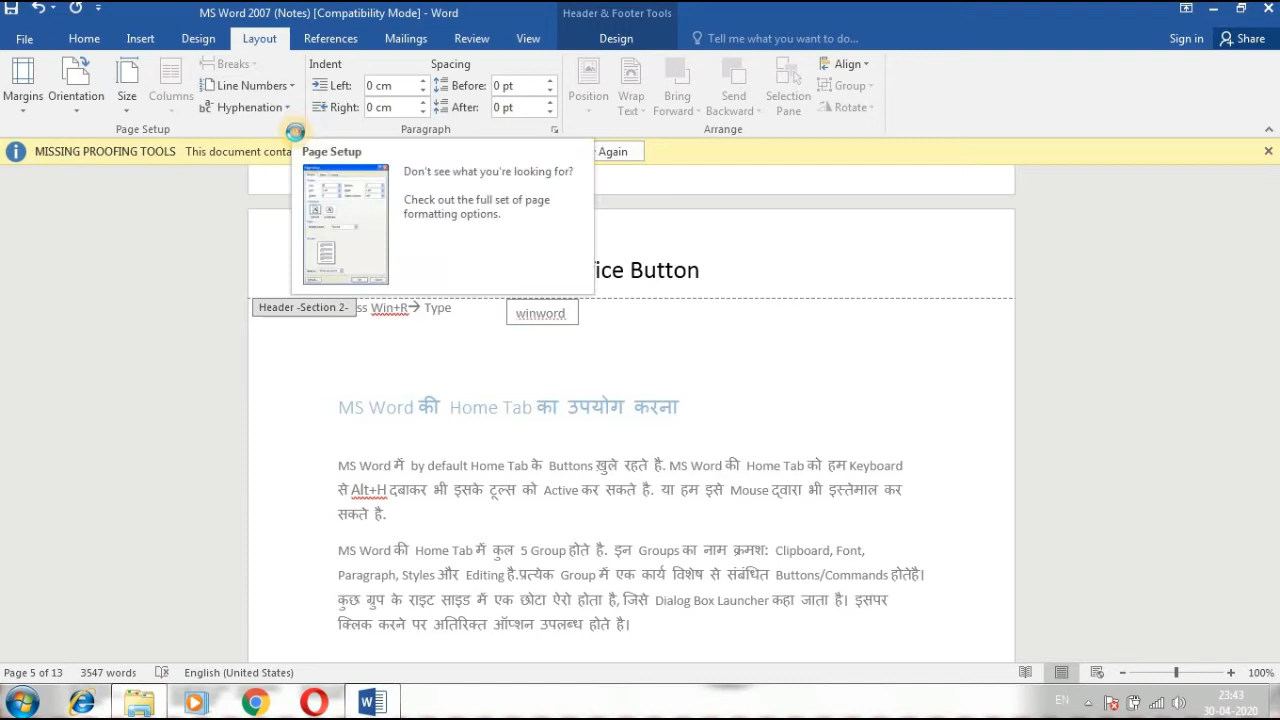 MS Word 2007 (Notes) [Compatibility Mode] - Word
Header & Footer Tools
File Home Insert Design Layout References Mailings Review View Design Tell me what you want to do... Sign in Share
Margins
Orientation
Size
Columns
Breaks
Line Numbers
Hyphenation
Page Setup
Indent
Left: 0 cm
Right: 0 cm
Spacing
Before: 0 pt
After: 0 pt
Paragraph
Position
Wrap Text
Bring Forward
Send Backward
Selection Pane
Align
Group
Rotate
Arrange
MISSING PROOFING TOOLS This document conta
Again
Page Setup
Don't see what you're looking for?
Check out the full set of page
formatting options.
ice Button
Header -Section 2-
ss Win+R→ Type winword
MS Word की Home Tab का उपयोग करना
MS Word में by default Home Tab के Buttons खुले रहते है. MS Word की Home Tab को हम Keyboard
से Alt+H दबाकर भी इसके टूल्स को Active कर सकते है. या हम इसे Mouse द्वारा भी इस्तेमाल कर
सकते है.
MS Word की Home Tab में कुल 5 Group होते है. इन Groups का नाम क्रमश: Clipboard, Font,
Paragraph, Styles और Editing है.प्रत्येक Group में एक कार्य विशेष से संबंधित Buttons/Commands होतेहै।
कुछ ग्रुप के राइट साइड में एक छोटा ऐरो होता है, जिसे Dialog Box Launcher कहा जाता है। इसपर
क्लिक करने पर अतिरिक्त ऑप्शन उपलब्ध होते है।
Page 5 of 13 3547 words English (United States) 100%
EN
23:43
30-04-2020